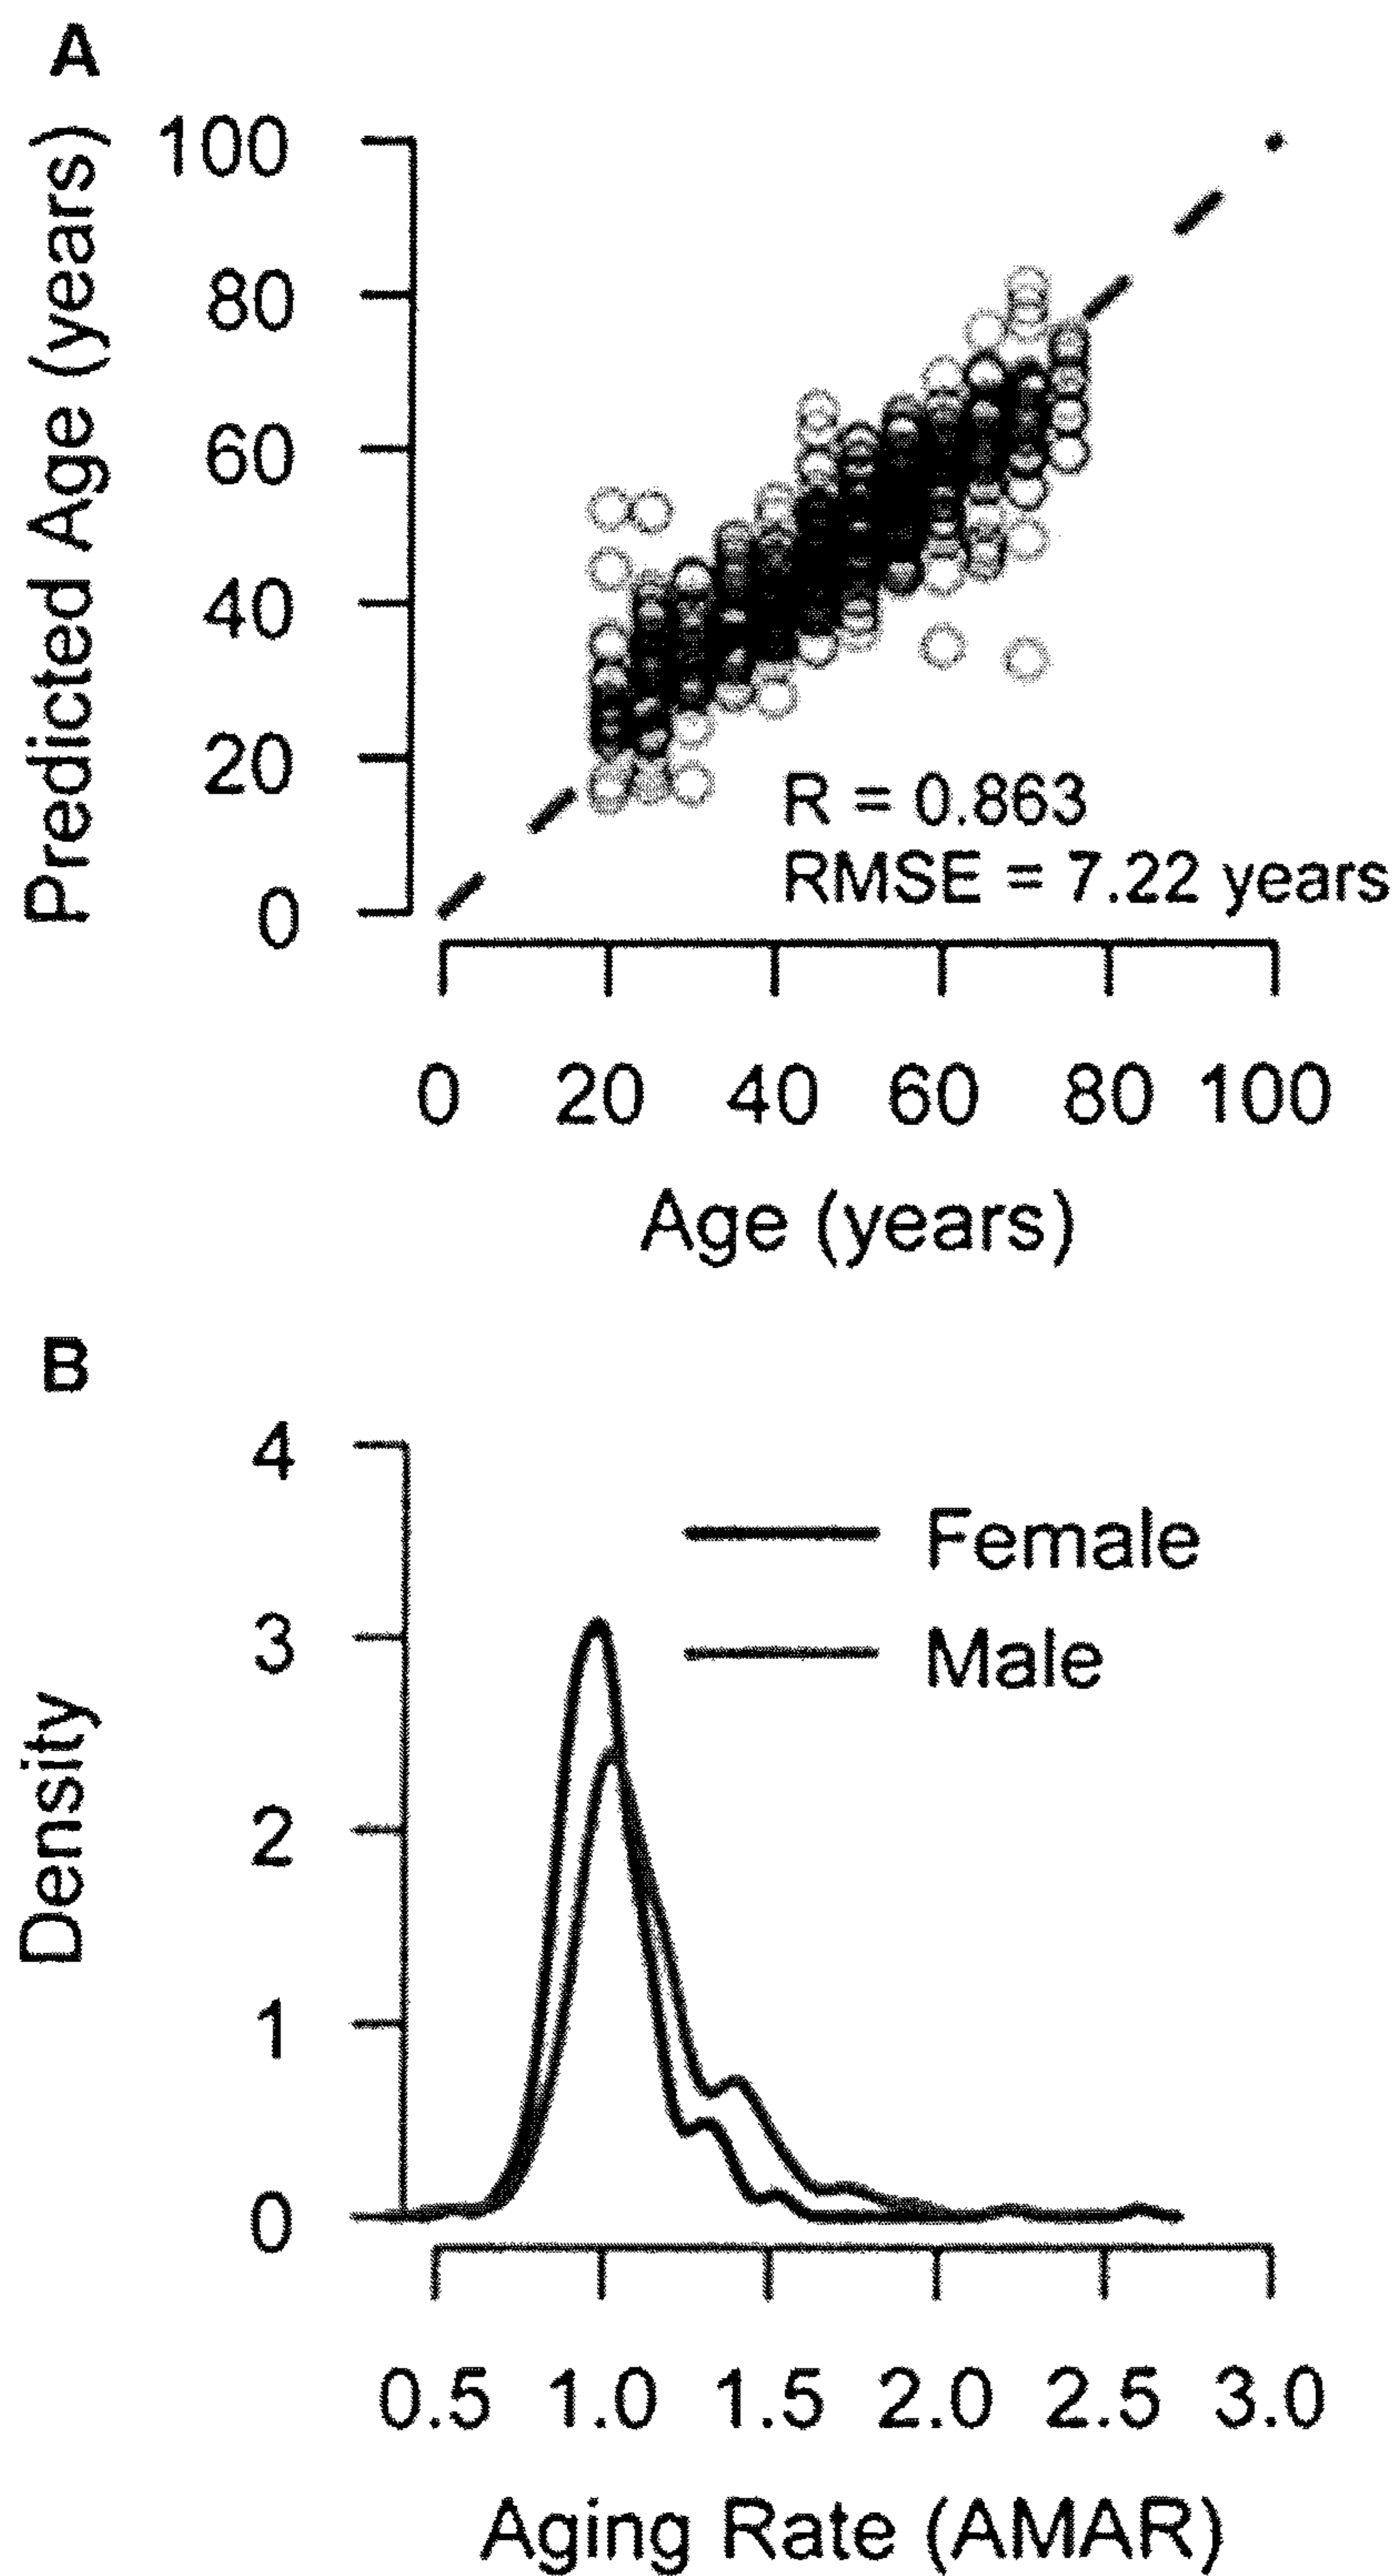 A
Predicted Age (years)
100
80
60
40
20
0
R = 0.863
RMSE = 7.22 years
0 20 40 60 80 100
Age (years)
B
Density
4
3
2
1
0
Female
Male
0.5 1.0 1.5 2.0 2.5 3.0
Aging Rate (AMAR)